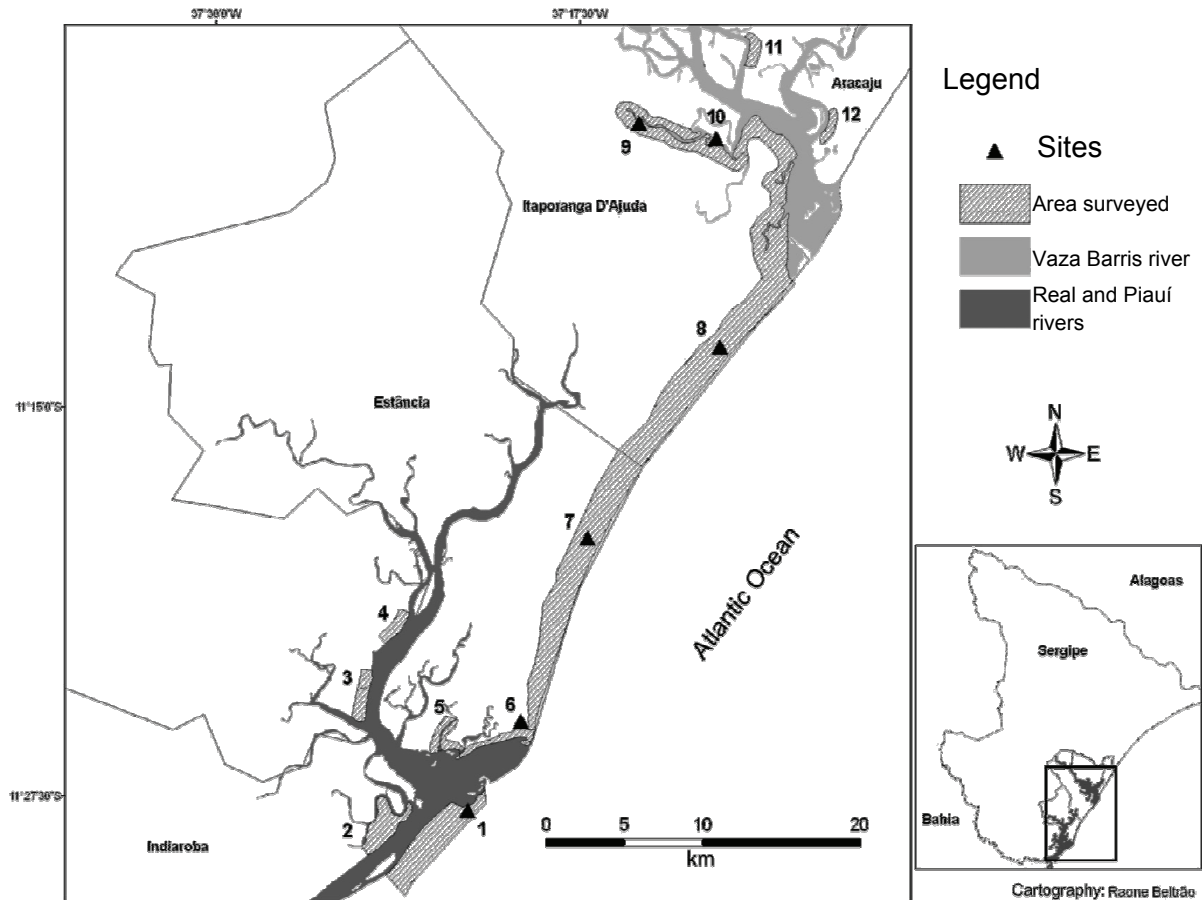 37°30'0"W
37°17'30"W
11
Aracaju
12
10
9
Itaporanga D'Ajuda
8
11°15'0"S
Estância
7
Atlantic Ocean
4
3
5
6
11°27'30"S
2
1
Indiaroba
0 5 10 20
km
Legend
Sites
Area surveyed
Vaza Barris river
Real and Piauí
rivers
N
W E
S
Alagoas
Sergipe
Bahia
Cartography: Raone Beltrão